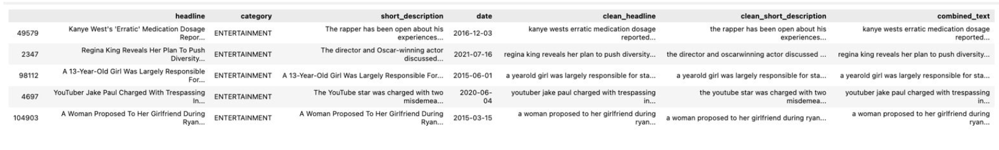 headline category short_description date clean_headline clean_short_description combined_text
49579 Kanye West's 'Erratic' Medication Dosage Repor... ENTERTAINMENT The rapper has been open about his experiences... 2016-12-03 kanye wests erratic medication dosage reported... the rapper has been open about his experiences... kanye wests erratic medication dosage reported...
2347 Regina King Reveals Her Plan To Push Diversity... ENTERTAINMENT The director and Oscar-winning actor discussed... 2021-07-16 regina king reveals her plan to push diversity... the director and oscarwinning actor discussed ... regina king reveals her plan to push diversity...
98112 A 13-Year-Old Girl Was Largely Responsible For... ENTERTAINMENT A 13-Year-Old Girl Was Largely Responsible For... 2015-06-01 a yearold girl was largely responsible for sta... a yearold girl was largely responsible for sta... a yearold girl was largely responsible for sta...
4697 YouTuber Jake Paul Charged With Trespassing In... ENTERTAINMENT The YouTube star was charged with two misdemea... 2020-06-04 youtuber jake paul charged with trespassing in... the youtube star was charged with two misdemea... youtuber jake paul charged with trespassing in...
104903 A Woman Proposed To Her Girlfriend During Ryan... ENTERTAINMENT A Woman Proposed To Her Girlfriend During Ryan... 2015-03-15 a woman proposed to her girlfriend during ryan... a woman proposed to her girlfriend during ryan... a woman proposed to her girlfriend during ryan...